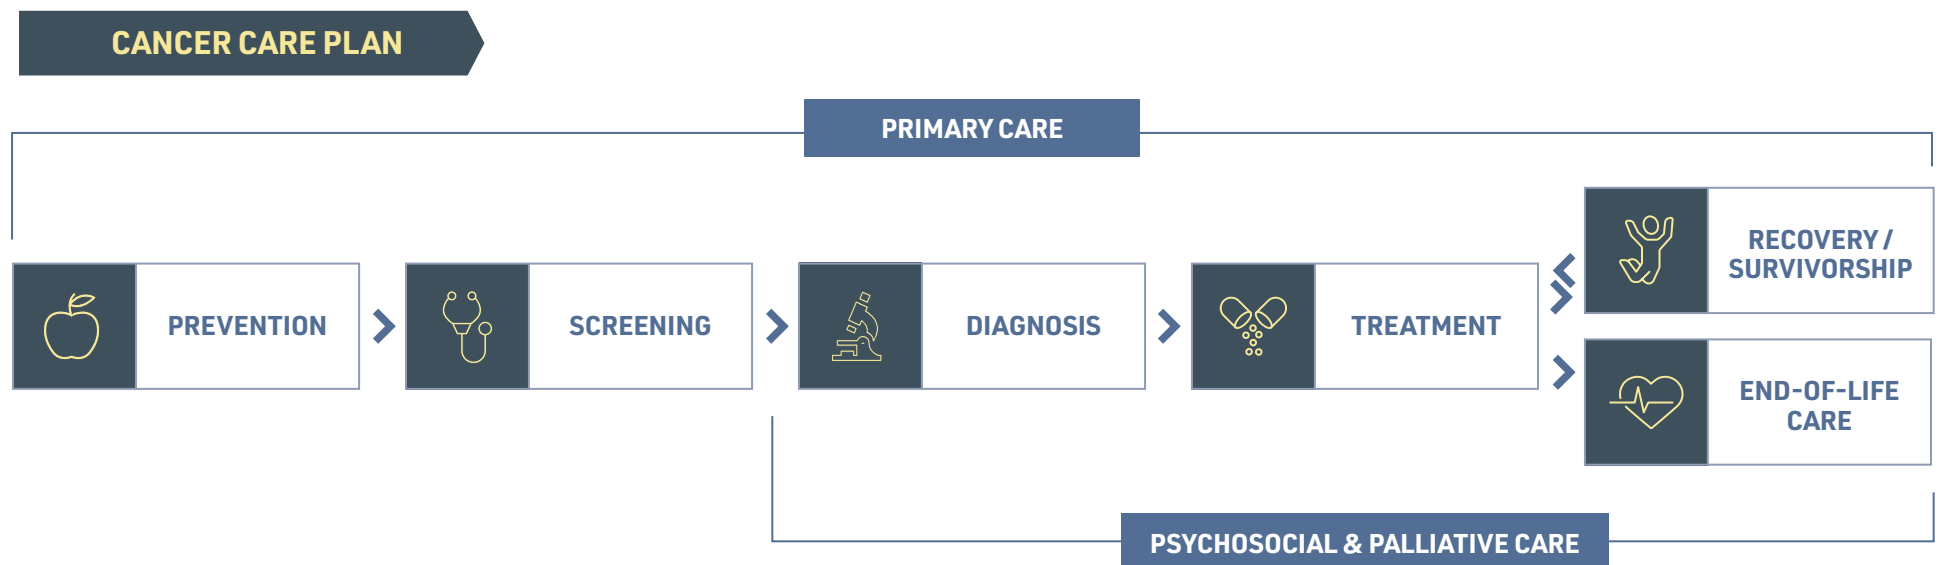 CANCER CARE PLAN
PRIMARY CARE
PREVENTION
SCREENING
DIAGNOSIS
TREATMENT
RECOVERY /
SURVIVORSHIP
END-OF-LIFE
CARE
PSYCHOSOCIAL & PALLIATIVE CARE